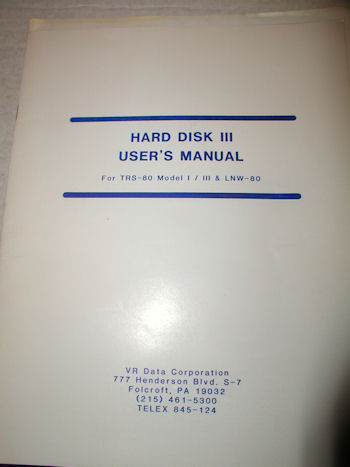 HARD DISK III
USER'S MANUAL
For TRS-80 Model I / III & LNW-80
VR Data Corporation
777 Henderson Blvd. S-7
Folcroft, PA 19032
(215) 461-5300
TELEX 845-124